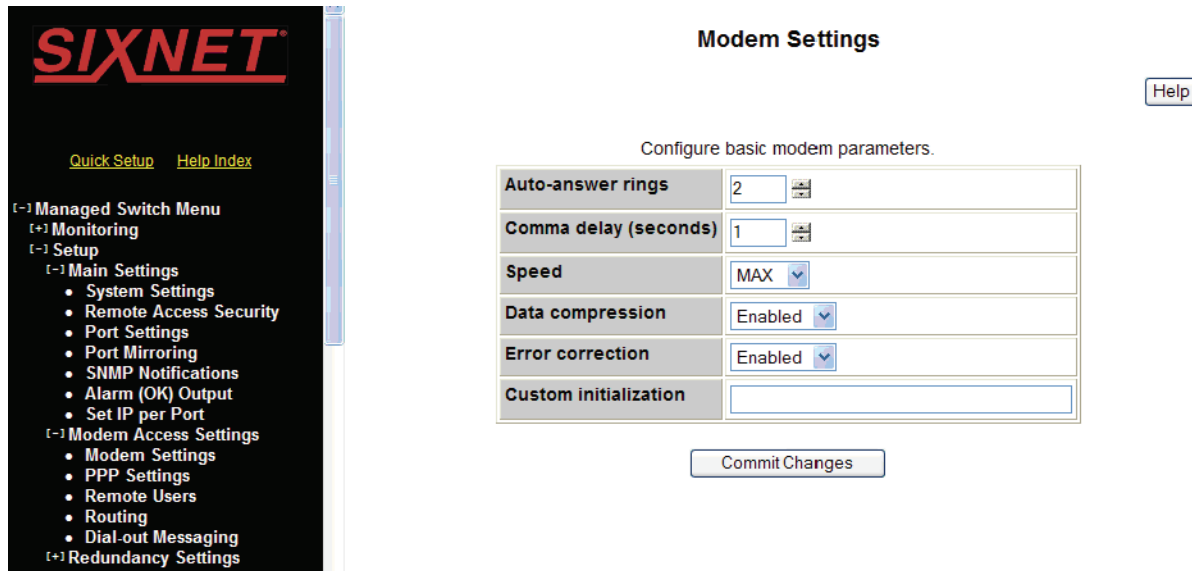 SIXNET
Quick Setup Help Index
[-] Managed Switch Menu
[+] Monitoring
[-] Setup
[-] Main Settings
• System Settings
• Remote Access Security
• Port Settings
• Port Mirroring
• SNMP Notifications
• Alarm (OK) Output
• Set IP per Port
[-] Modem Access Settings
• Modem Settings
• PPP Settings
• Remote Users
• Routing
• Dial-out Messaging
[+] Redundancy Settings
Modem Settings
Help
Configure basic modem parameters.
Auto-answer rings 2
Comma delay (seconds) 1
Speed MAX
Data compression Enabled
Error correction Enabled
Custom initialization
Commit Changes